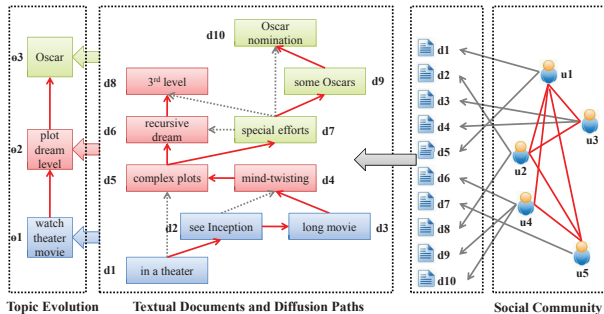 o3
Oscar
o2
plot
dream
level
o1
watch
theater
movie
Topic Evolution
d10
Oscar
nomination
d8
3rd level
some Oscars
d9
d6
recursive
dream
special efforts
d7
d5
complex plots
mind-twisting
d4
d2
see Inception
long movie
d3
d1
in a theater
Textual Documents and Diffusion Paths
d1
d2
d3
d4
d5
d6
d7
d8
d9
d10
u1
u3
u2
u4
u5
Social Community